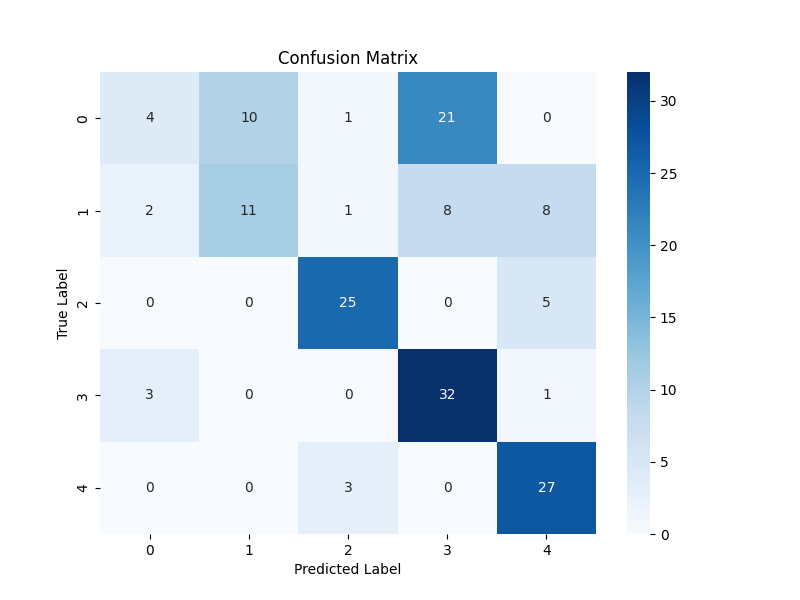 Confusion Matrix
0 4 10 1 21 0
1 2 11 1 8 8
2 0 0 25 0 5
3 3 0 0 32 1
4 0 0 3 0 27
0 1 2 3 4
Predicted Label
True Label
30
25
20
15
10
5
0